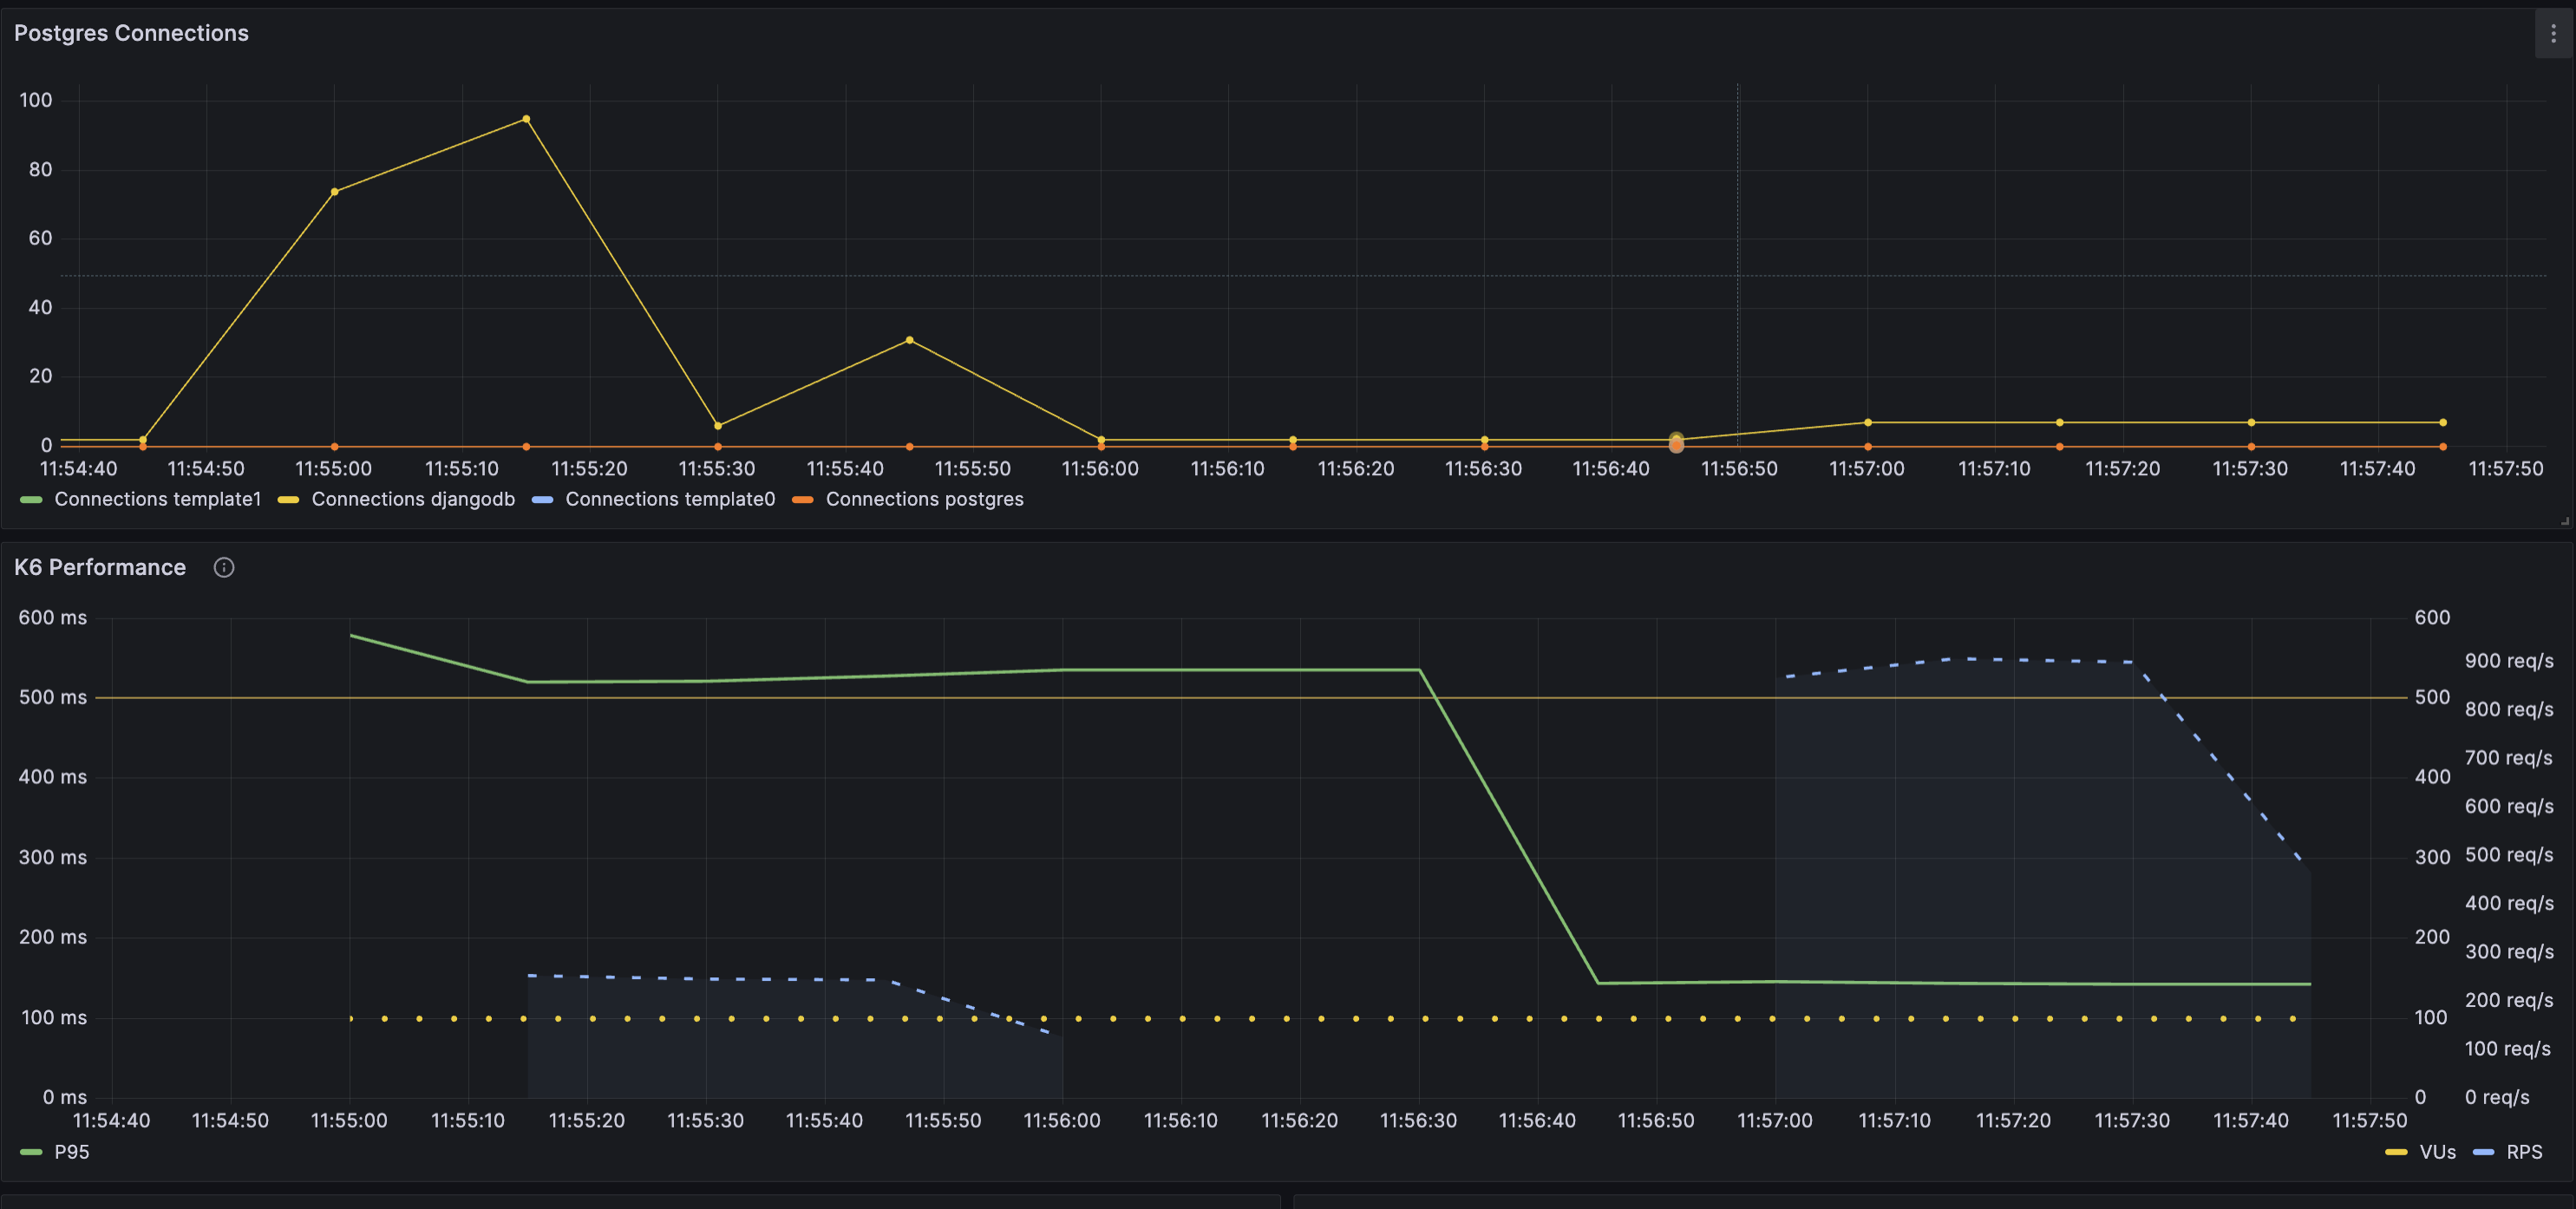 Postgres Connections
100
80
60
40
20
0
11:54:40 11:54:50 11:55:00 11:55:10 11:55:20 11:55:30 11:55:40 11:55:50 11:56:00 11:56:10 11:56:20 11:56:30 11:56:40 11:56:50 11:57:00 11:57:10 11:57:20 11:57:30 11:57:40 11:57:50
Connections template1 Connections djangodb Connections template0 Connections postgres
K6 Performance
600 ms 600
900 req/s
500 ms 500
800 req/s
700 req/s
400 ms 400
600 req/s
300 ms 300 500 req/s
400 req/s
200 ms 200
300 req/s
200 req/s
100 ms 100
100 req/s
0 ms 0 0 req/s
11:54:40 11:54:50 11:55:00 11:55:10 11:55:20 11:55:30 11:55:40 11:55:50 11:56:00 11:56:10 11:56:20 11:56:30 11:56:40 11:56:50 11:57:00 11:57:10 11:57:20 11:57:30 11:57:40 11:57:50
P95 VUs RPS